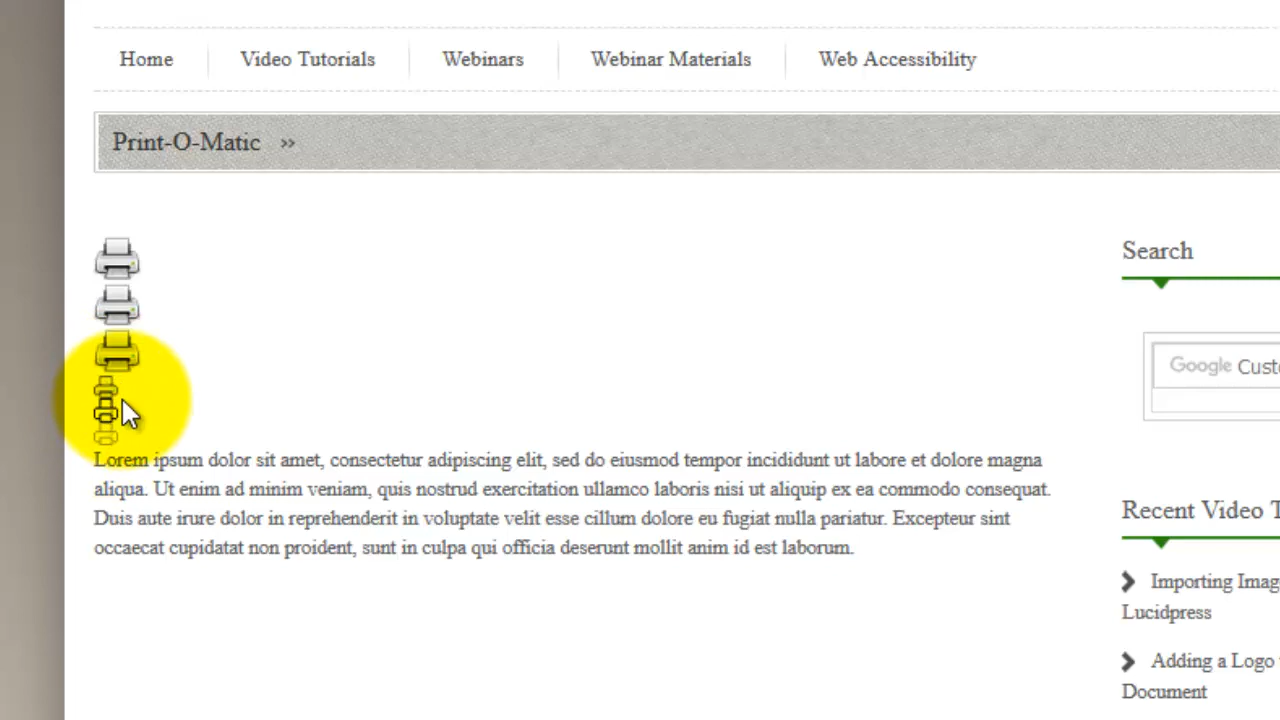 Home Video Tutorials Webinars Webinar Materials Web Accessibility
Print-O-Matic »
Search
Google Custo
Lorem ipsum dolor sit amet, consectetur adipiscing elit, sed do eiusmod tempor incididunt ut labore et dolore magna
aliqua. Ut enim ad minim veniam, quis nostrud exercitation ullamco laboris nisi ut aliquip ex ea commodo consequat.
Duis aute irure dolor in reprehenderit in voluptate velit esse cillum dolore eu fugiat nulla pariatur. Excepteur sint
occaecat cupidatat non proident, sunt in culpa qui officia deserunt mollit anim id est laborum.
Recent Video T
Importing Image
Lucidpress
Adding a Logo
Document